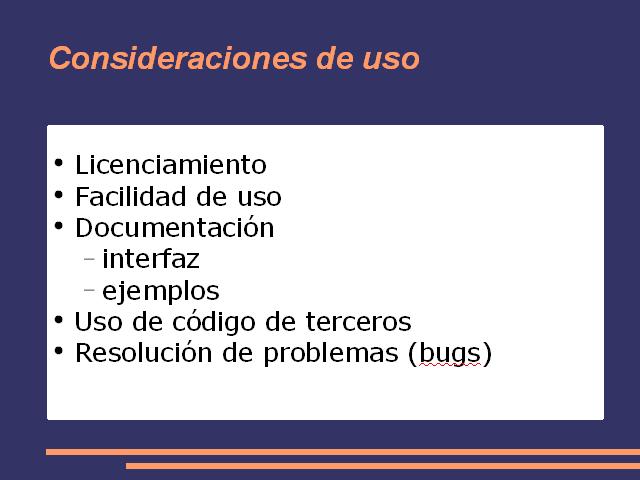 Consideraciones de uso
• Licenciamiento
• Facilidad de uso
• Documentación
– interfaz
– ejemplos
• Uso de código de terceros
• Resolución de problemas (bugs)